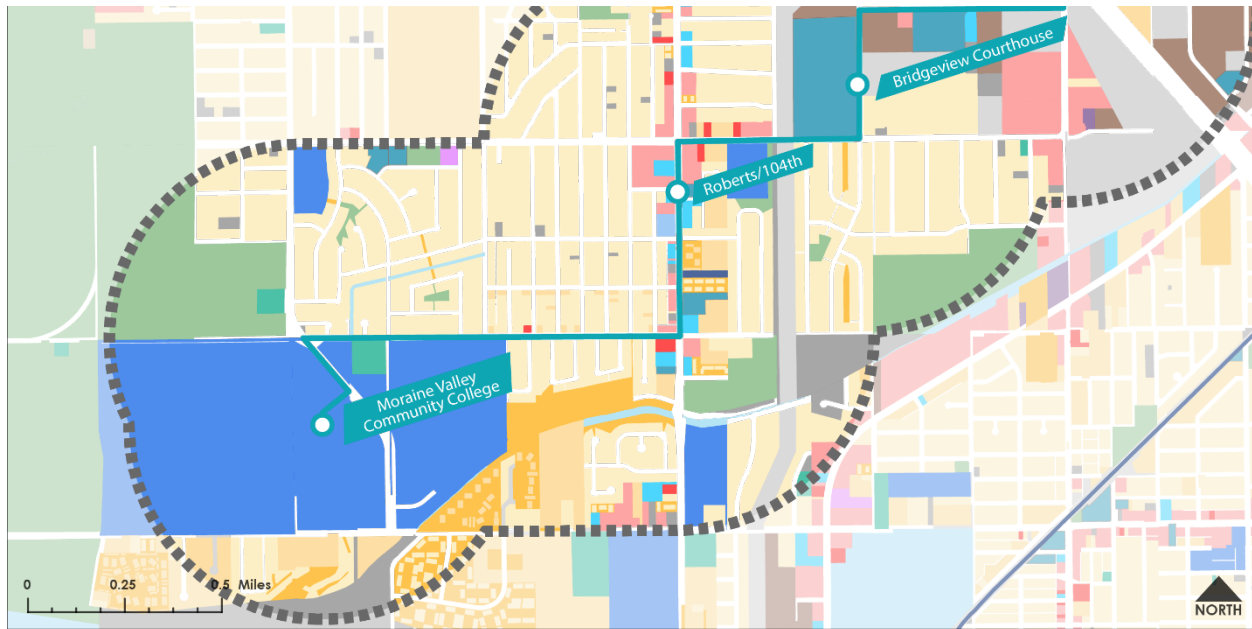 Bridgeview Courthouse
Roberts/104th
Moraine Valley
Community College
0 0.25 0.5 Miles
NORTH